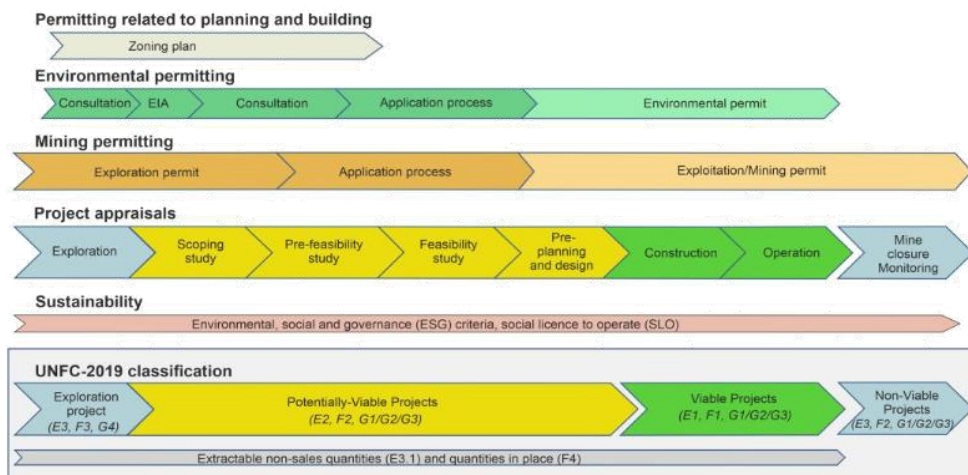 Permitting related to planning and building
Zoning plan
Environmental permitting
Consultation
EIA
Consultation
Application process
Environmental permit
Mining permitting
Exploration permit
Application process
Exploitation/Mining permit
Project appraisals
Exploration
Scoping
study
Pre-feasibility
study
Feasibility
study
Pre-
planning
and design
Construction
Operation
Mine
closure
Monitoring
Sustainability
Environmental, social and governance (ESG) criteria, social licence to operate (SLO)
UNFC-2019 classification
Exploration
project
(E3, F3, G4)
Potentially-Viable Projects
(E2, F2, G1/G2/G3)
Viable Projects
(E1, F1, G1/G2/G3)
Non-Viable
Projects
(E3, F2, G1/G2/G3)
Extractable non-sales quantities (E3.1) and quantities in place (F4)